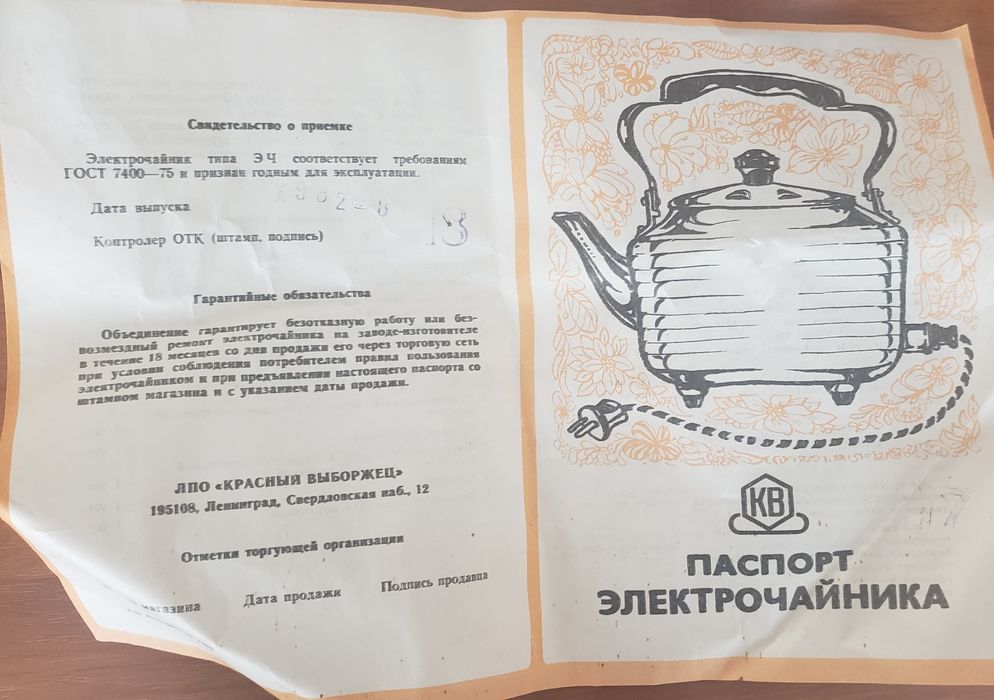 Свидетельство о приемке
Электрочайник типа ЭЧ соответствует требованиям
ГОСТ 7400—75 и признан годным для эксплуатации.
Дата выпуска
Контролер ОТК (штамп, подпись)
13
Гарантийные обязательства
Объединение гарантирует безотказную работу или без-
возмездный ремонт электрочайника на заводе-изготовителе
в течение 18 месяцев со дня продажи его через торговую сеть
при условии соблюдения потребителем правил пользования
электрочайником и при предъявлении настоящего паспорта со
штампом магазина и с указанием даты продажи.
ЛПО «КРАСНЫЙ ВЫБОРЖЕЦ»
195108, Ленинград, Свердловская наб., 12
Отметки торгующей организации
магазина Дата продажи Подпись продавца
КВ
ПАСПОРТ
ЭЛЕКТРОЧАЙНИКА